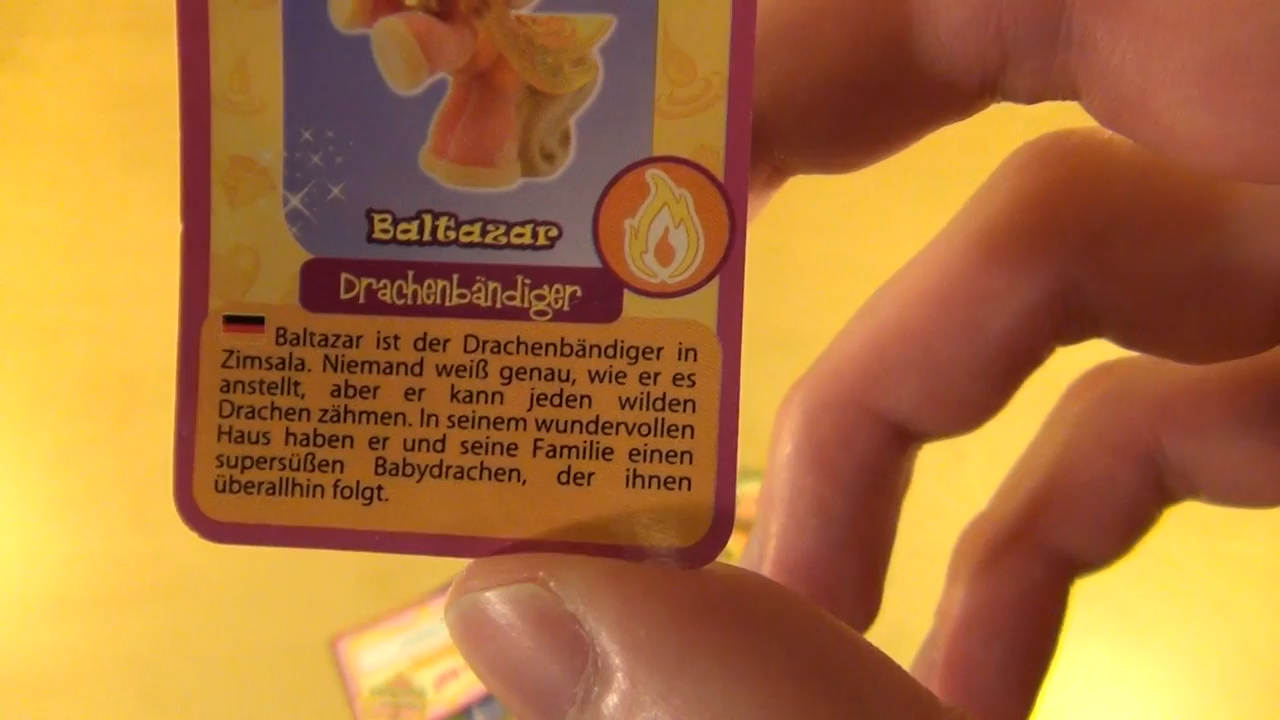 Baltazar
Drachenbändiger
Baltazar ist der Drachenbändiger in
Zimsala. Niemand weiß genau, wie er es
anstellt, aber er kann jeden wilden
Drachen zähmen. In seinem wundervollen
Haus haben er und seine Familie einen
supersüßen Babydrachen, der ihnen
überallhin folgt.